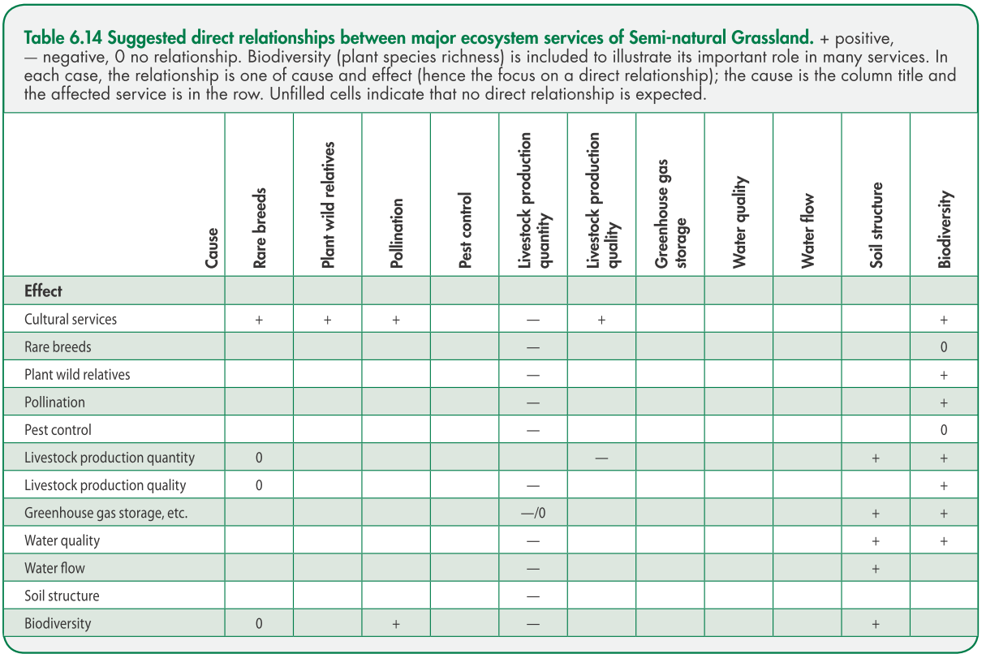 Table 6.14 Suggested direct relationships between major ecosystem services of Semi-natural Grassland. + positive,
— negative, 0 no relationship. Biodiversity (plant species richness) is included to illustrate its important role in many services. In
each case, the relationship is one of cause and effect (hence the focus on a direct relationship); the cause is the column title and
the affected service is in the row. Unfilled cells indicate that no direct relationship is expected.
Cause
Rare breeds
Plant wild relatives
Pollination
Pest control
Livestock production
quantity
Livestock production
quality
Greenhouse gas
storage
Water quality
Water flow
Soil structure
Biodiversity
Effect
Cultural services + + + — + +
Rare breeds — 0
Plant wild relatives — +
Pollination — +
Pest control — 0
Livestock production quantity 0 — + +
Livestock production quality 0 — +
Greenhouse gas storage, etc. —/0 + +
Water quality — + +
Water flow — +
Soil structure —
Biodiversity 0 + — +